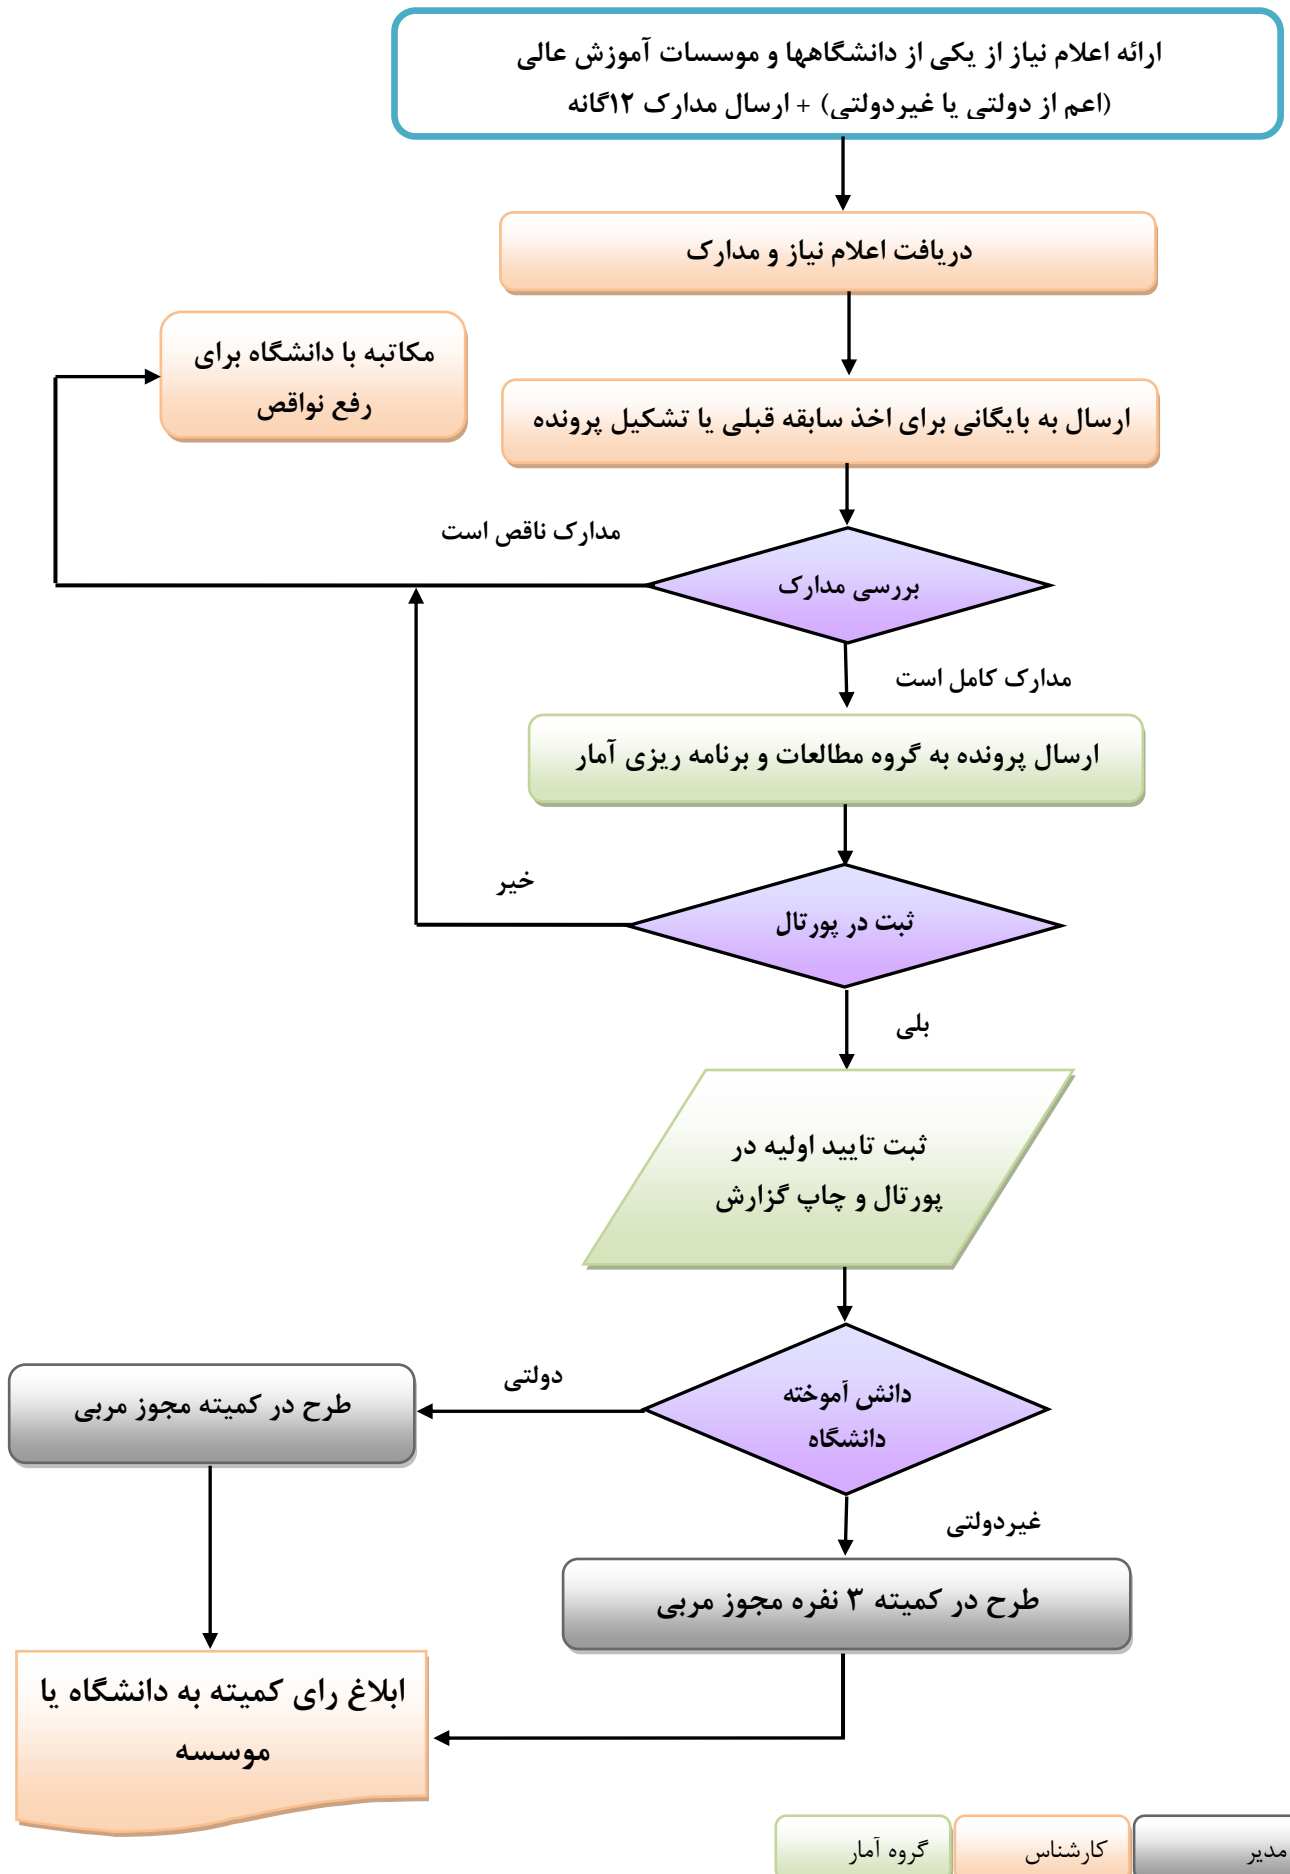 ارائه اعلام نیاز از یکی از دانشگاهها و موسسات آموزش عالی
(اعم از دولتی یا غیردولتی) + ارسال مدارک ۱۲گانه
دریافت اعلام نیاز و مدارک
مکاتبه با دانشگاه برای
رفع نواقص
ارسال به بایگانی برای اخذ سابقه قبلی یا تشکیل پرونده
مدارک ناقص است
بررسی مدارک
مدارک کامل است
ارسال پرونده به گروه مطالعات و برنامه ریزی آمار
خیر
ثبت در پورتال
بلی
ثبت تایید اولیه در
پورتال و چاپ گزارش
دانش آموخته
دانشگاه
دولتی
طرح در کمیته مجوز مربی
غیردولتی
طرح در کمیته ۳ نفره مجوز مربی
ابلاغ رای کمیته به دانشگاه یا
موسسه
مدیر
کارشناس
گروه آمار